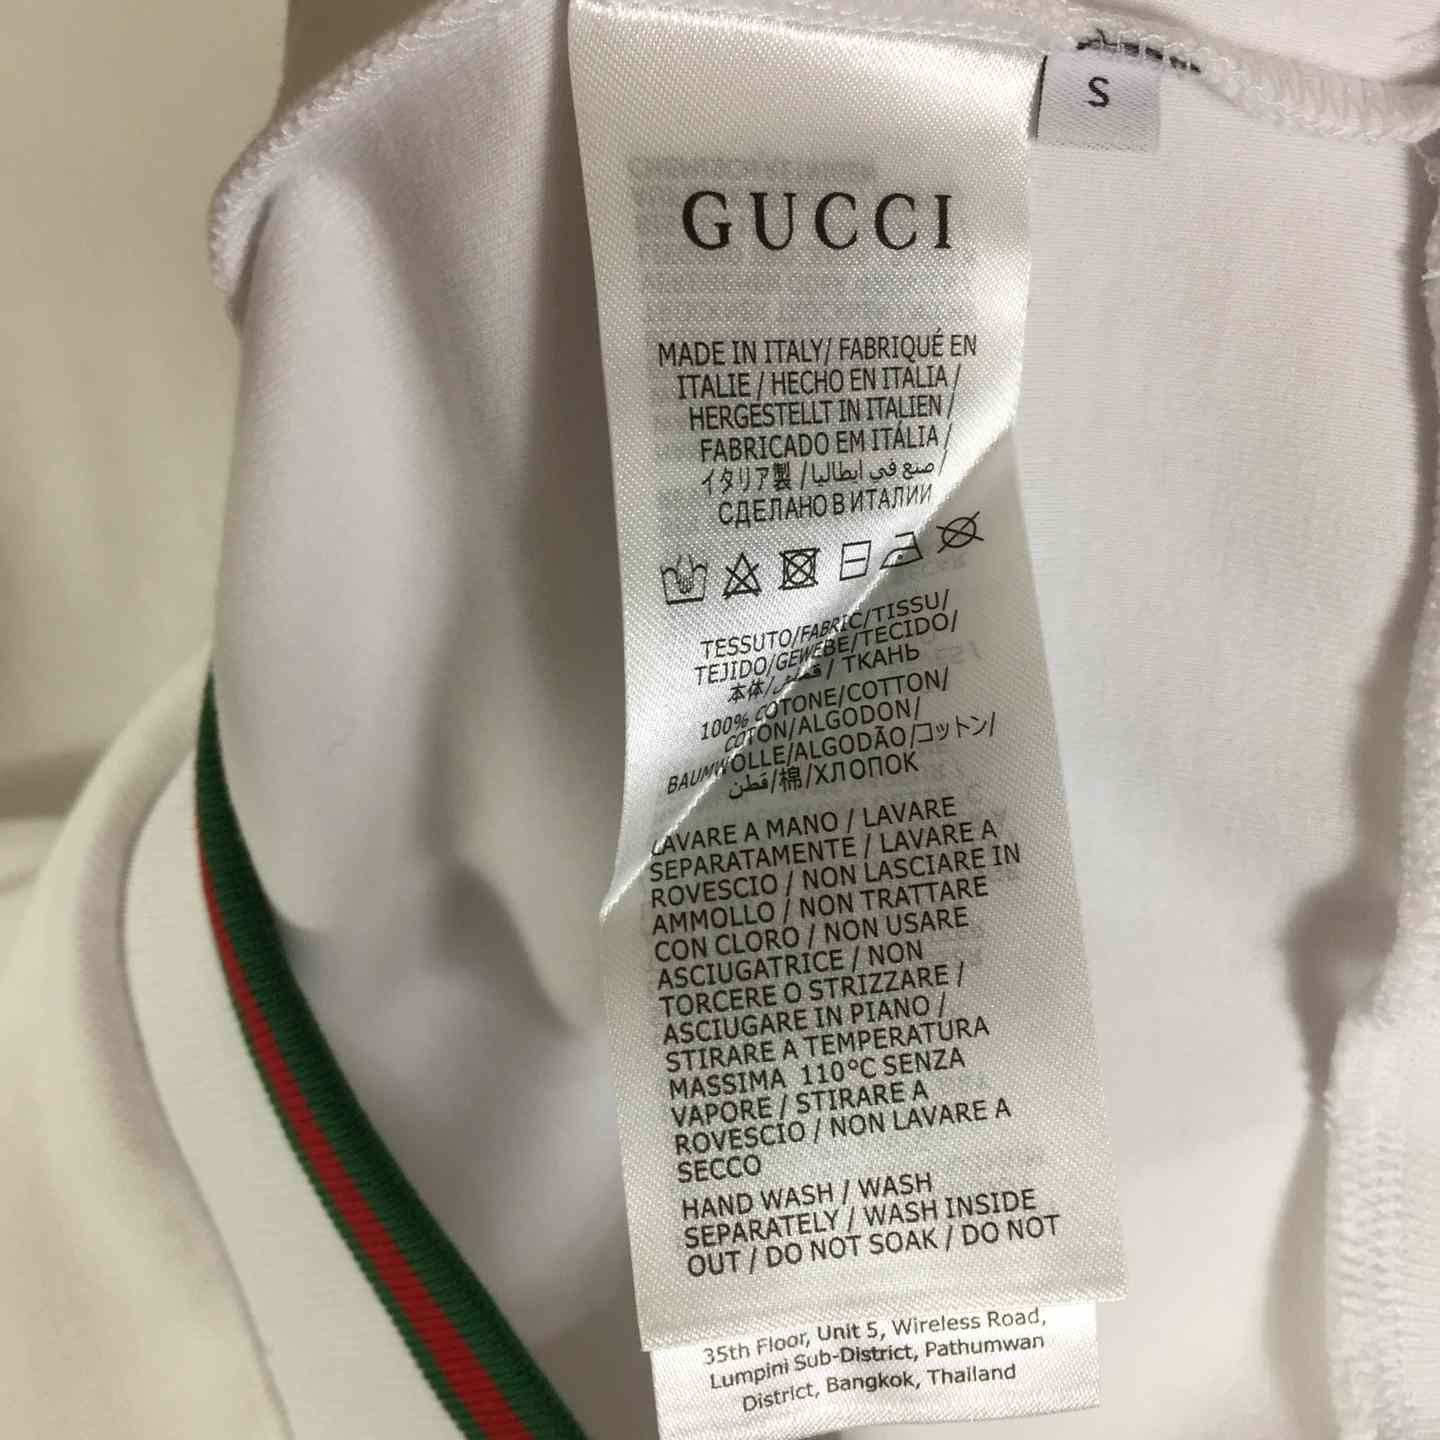 S
GUCCI
MADE IN ITALY/ FABRIQUÉ EN
ITALIE / HECHO EN ITALIA /
HERGESTELLT IN ITALIEN /
FABRICADO EM ITÁLIA /
イタリア製 / صنع في ايطاليا /
СДЕЛАНО В ИТАЛИИ
TESSUTO/FABRIC/TISSU/
TEJIDO/GEWEBE/TECIDO/
本体/ قماش / ТКАНЬ
100% COTONE/COTTON/
COTON/ALGODON/
BAUMWOLLE/ALGODÃO/コットン/
قطن/棉/ХЛОПОК
LAVARE A MANO / LAVARE
SEPARATAMENTE / LAVARE A
ROVESCIO / NON LASCIARE IN
AMMOLLO / NON TRATTARE
CON CLORO / NON USARE
ASCIUGATRICE / NON
TORCERE O STRIZZARE /
ASCIUGARE IN PIANO /
STIRARE A TEMPERATURA
MASSIMA 110°C SENZA
VAPORE / STIRARE A
ROVESCIO / NON LAVARE A
SECCO
HAND WASH / WASH
SEPARATELY / WASH INSIDE
OUT / DO NOT SOAK / DO NOT
35th Floor, Unit 5, Wireless Road,
Lumpini Sub-District, Pathumwan
District, Bangkok, Thailand